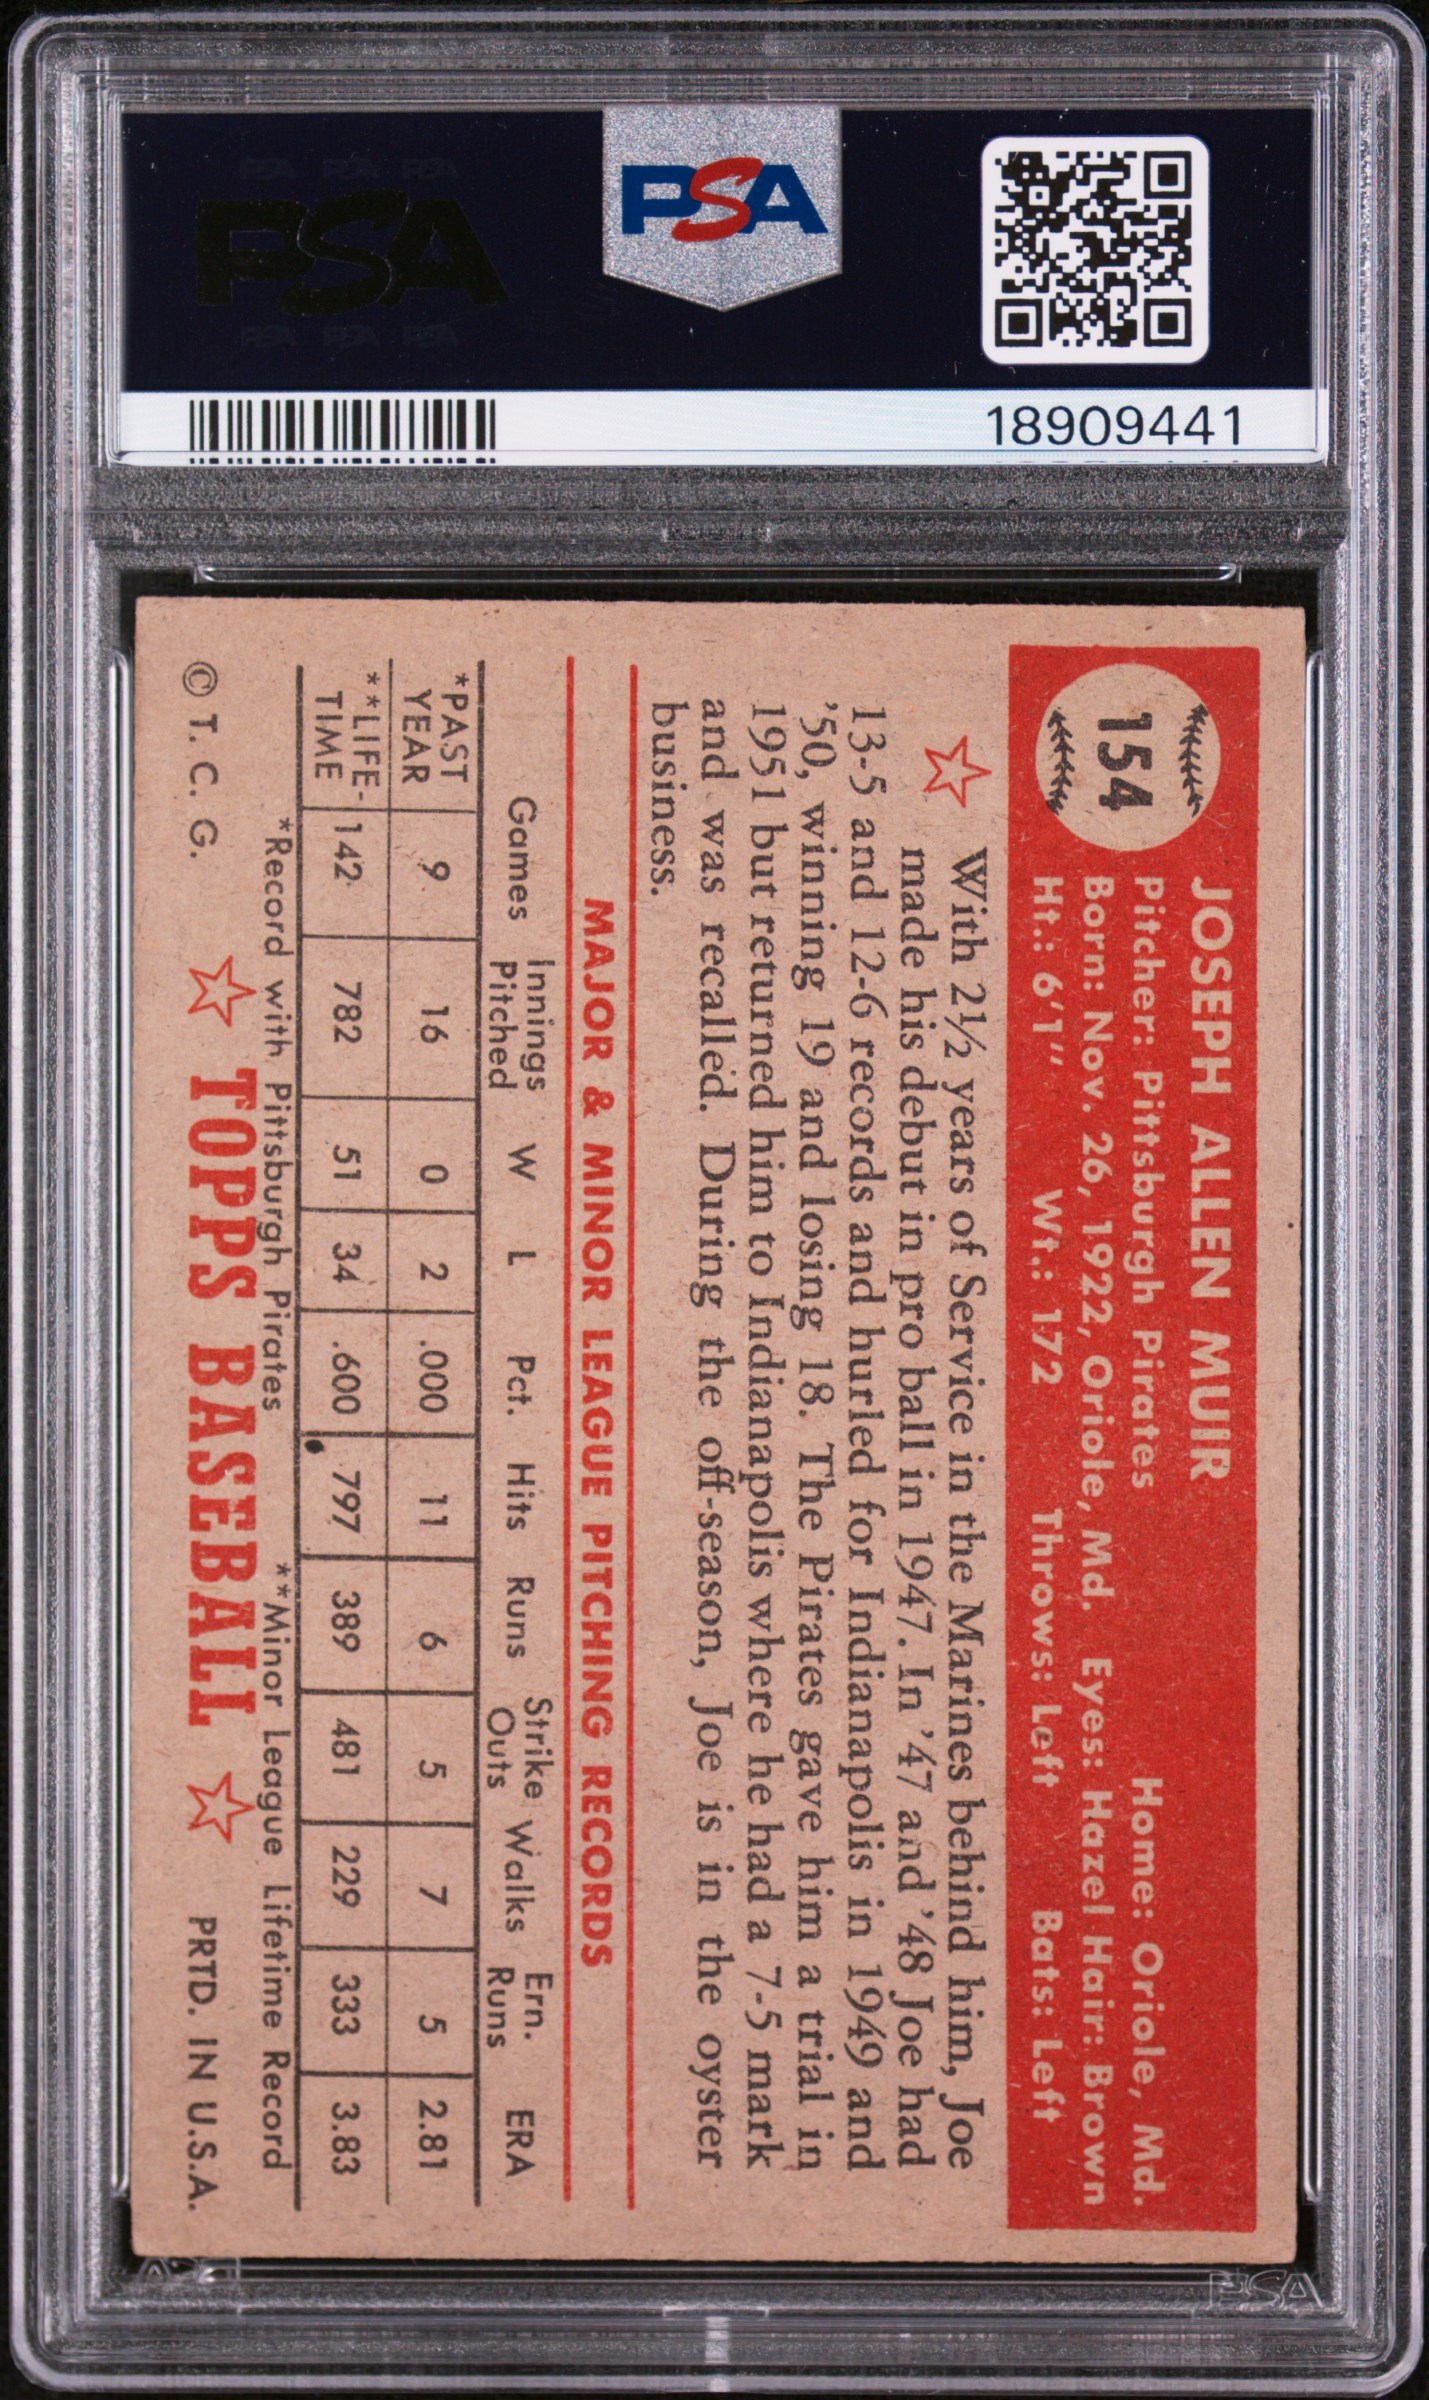 PSA PSA PSA
PSA
PSA PSA PSA
PSA
18909441
154
JOSEPH ALLEN MUIR
Pitcher: Pittsburgh Pirates Home: Oriole, Md.
Born: Nov. 26, 1922, Oriole, Md. Eyes: Hazel Hair: Brown
Ht.: 6'1" Wt.: 172 Throws: Left Bats: Left
With 2½ years of Service in the Marines behind him, Joe
made his debut in pro ball in 1947. In '47 and '48 Joe had
13-5 and 12-6 records and hurled for Indianapolis in 1949 and
'50, winning 19 and losing 18. The Pirates gave him a trial in
1951 but returned him to Indianapolis where he had a 7-5 mark
and was recalled. During the off-season, Joe is in the oyster
business.
MAJOR & MINOR LEAGUE PITCHING RECORDS
Games Innings Pitched W L Pct. Hits Runs Strike Outs Walks Ern. Runs ERA
*PAST YEAR 9 16 0 2 .000 11 6 5 7 5 2.81
**LIFE-TIME 142 782 51 34 .600 797 389 481 229 333 3.83
*Record with Pittsburgh Pirates **Minor League Lifetime Record
© T. C. G. TOPPS BASEBALL PRTD. IN U.S.A.
PSA
PSA